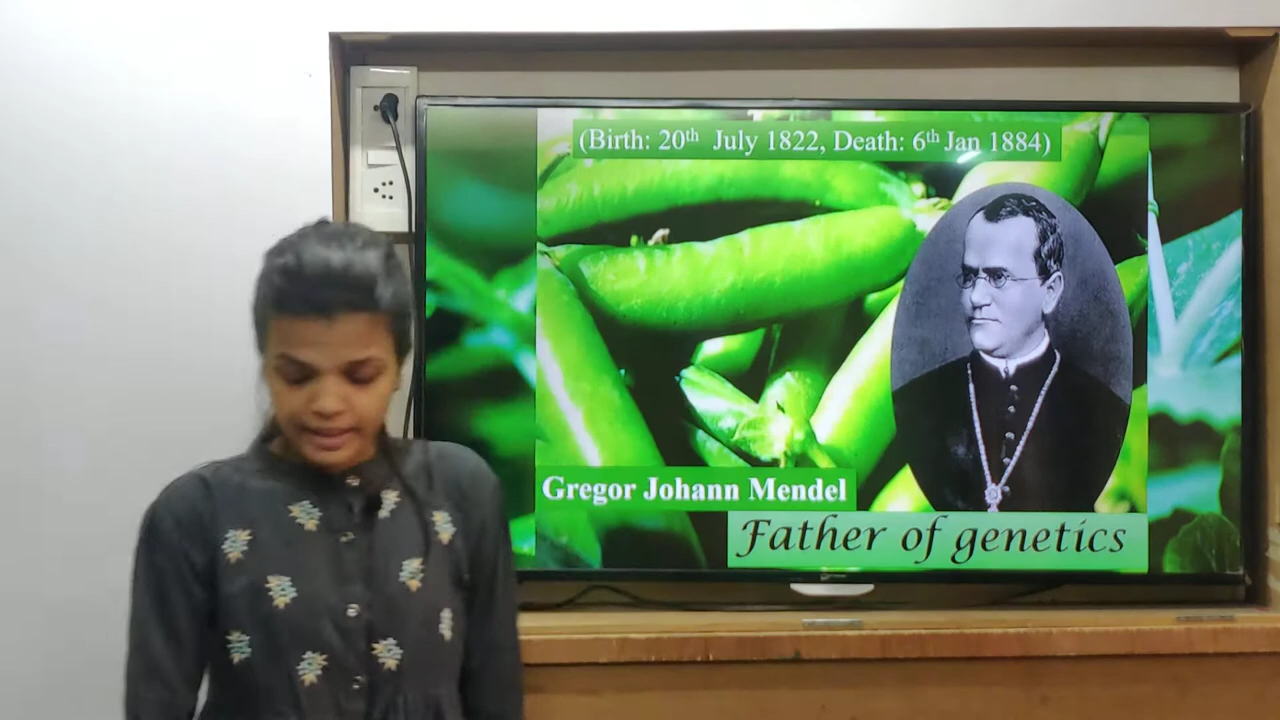 (Birth: 20th July 1822, Death: 6th Jan 1884)
Gregor Johann Mendel
Father of genetics